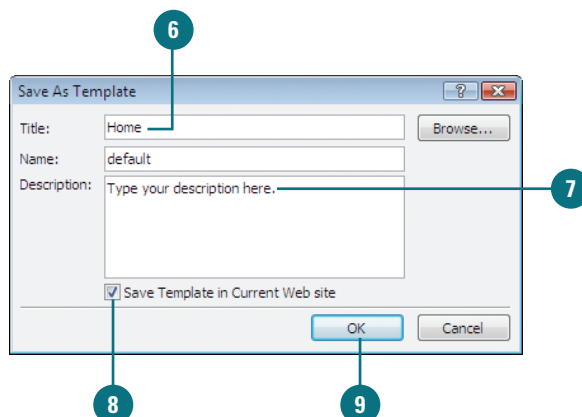 6
Save As Template
Title: Home Browse...
Name: default
Description: Type your description here.
7
Save Template in Current Web site
OK Cancel
8 9